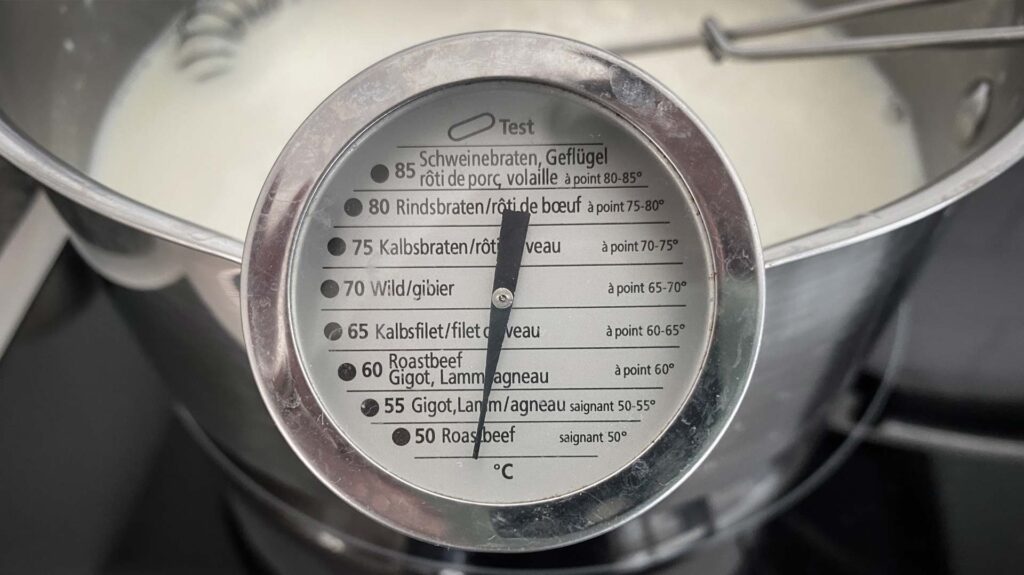 Test
85 Schweinebraten, Geflügel
rôti de porc, volaille à point 80-85°
80 Rindsbraten/rôti de bœuf à point 75-80°
75 Kalbsbraten/rôti veau à point 70-75°
70 Wild/gibier à point 65-70°
65 Kalbsfilet/filet de veau à point 60-65°
60 Roastbeef
Gigot, Lamm/agneau à point 60°
55 Gigot,Lamm/agneau saignant 50-55°
50 Roastbeef saignant 50°
°C